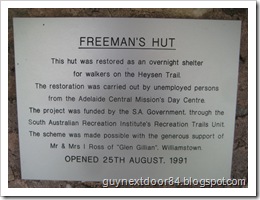 FREEMAN'S HUT
This hut was restored as an overnight shelter
for walkers on the Heysen Trail.
The restoration was carried out by unemployed persons
from the Adelaide Central Mission's Day Centre.
The project was funded by the S.A. Government, through the
South Australian Recreation Institute's Recreation Trails Unit.
The scheme was made possible with the generous support of
Mr & Mrs I Ross of "Glen Gillian", Williamstown.
OPENED 25TH AUGUST, 1991
guynextdoor84.blogspot.com